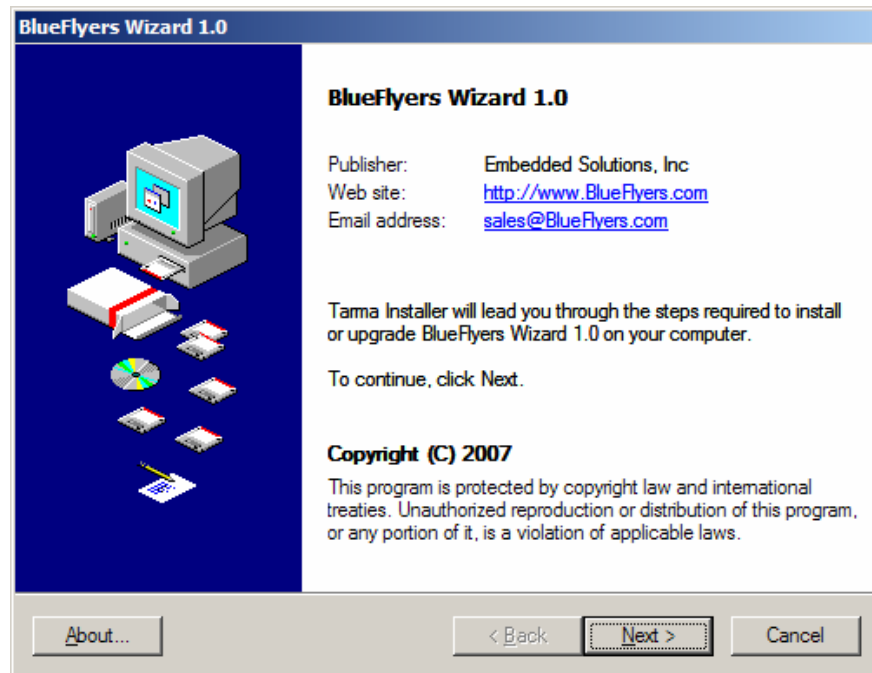 BlueFlyers Wizard 1.0
BlueFlyers Wizard 1.0
Publisher: Embedded Solutions, Inc
Web site: http://www.BlueFlyers.com
Email address: sales@BlueFlyers.com
Tarma Installer will lead you through the steps required to install
or upgrade BlueFlyers Wizard 1.0 on your computer.
To continue, click Next.
Copyright (C) 2007
This program is protected by copyright law and international
treaties. Unauthorized reproduction or distribution of this program,
or any portion of it, is a violation of applicable laws.
About... < Back Next > Cancel